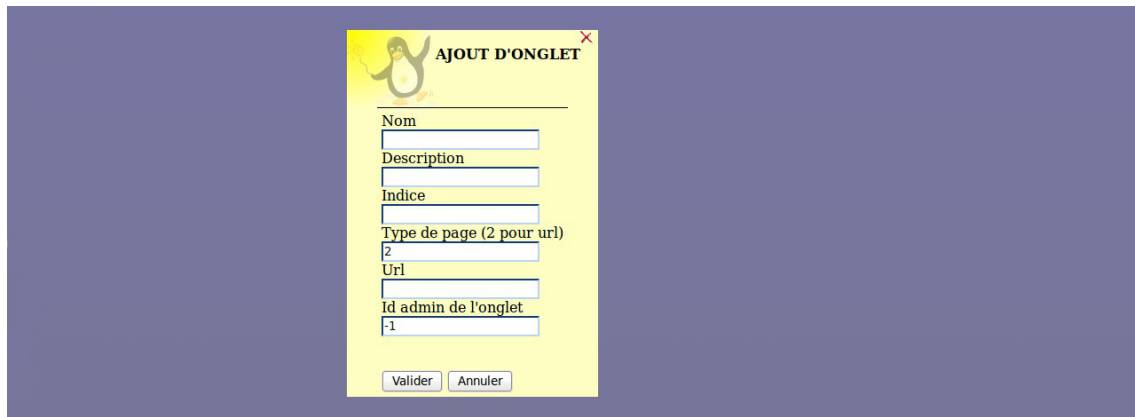 AJOUT D'ONGLET
Nom
Description
Indice
Type de page (2 pour url)
2
Url
Id admin de l'onglet
-1
Valider Annuler